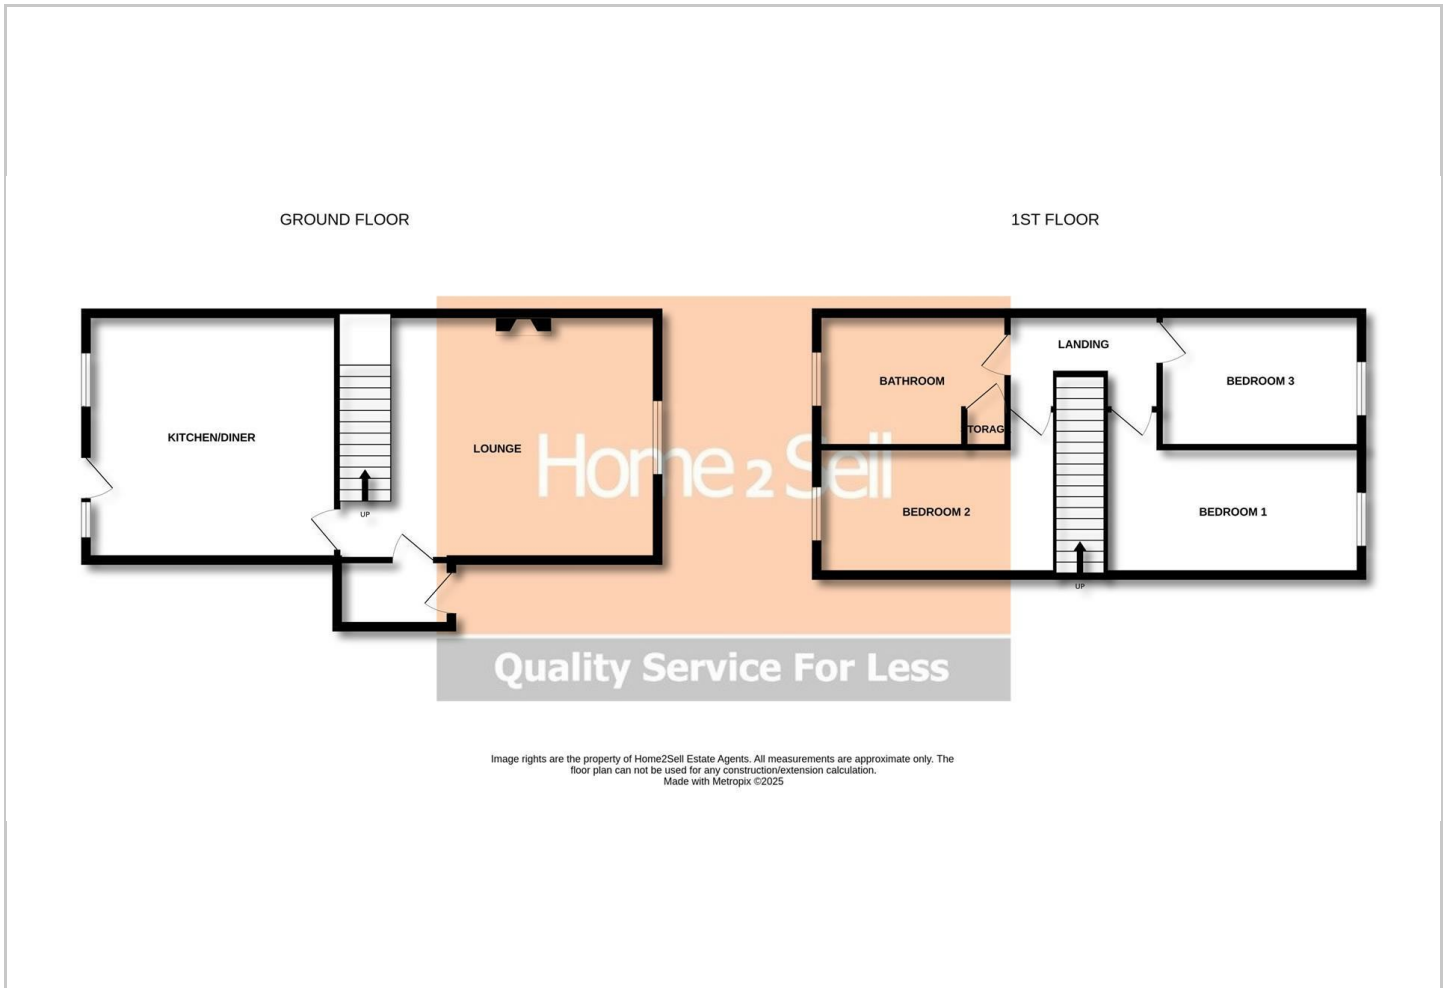 GROUND FLOOR
1ST FLOOR
KITCHEN/DINER
UP
LOUNGE
BATHROOM
TORAG
LANDING
BEDROOM 3
BEDROOM 2
BEDROOM 1
UP
Home 2 Sell
Quality Service For Less
Image rights are the property of Home2Sell Estate Agents. All measurements are approximate only. The
floor plan can not be used for any construction/extension calculation.
Made with Metropix ©2025